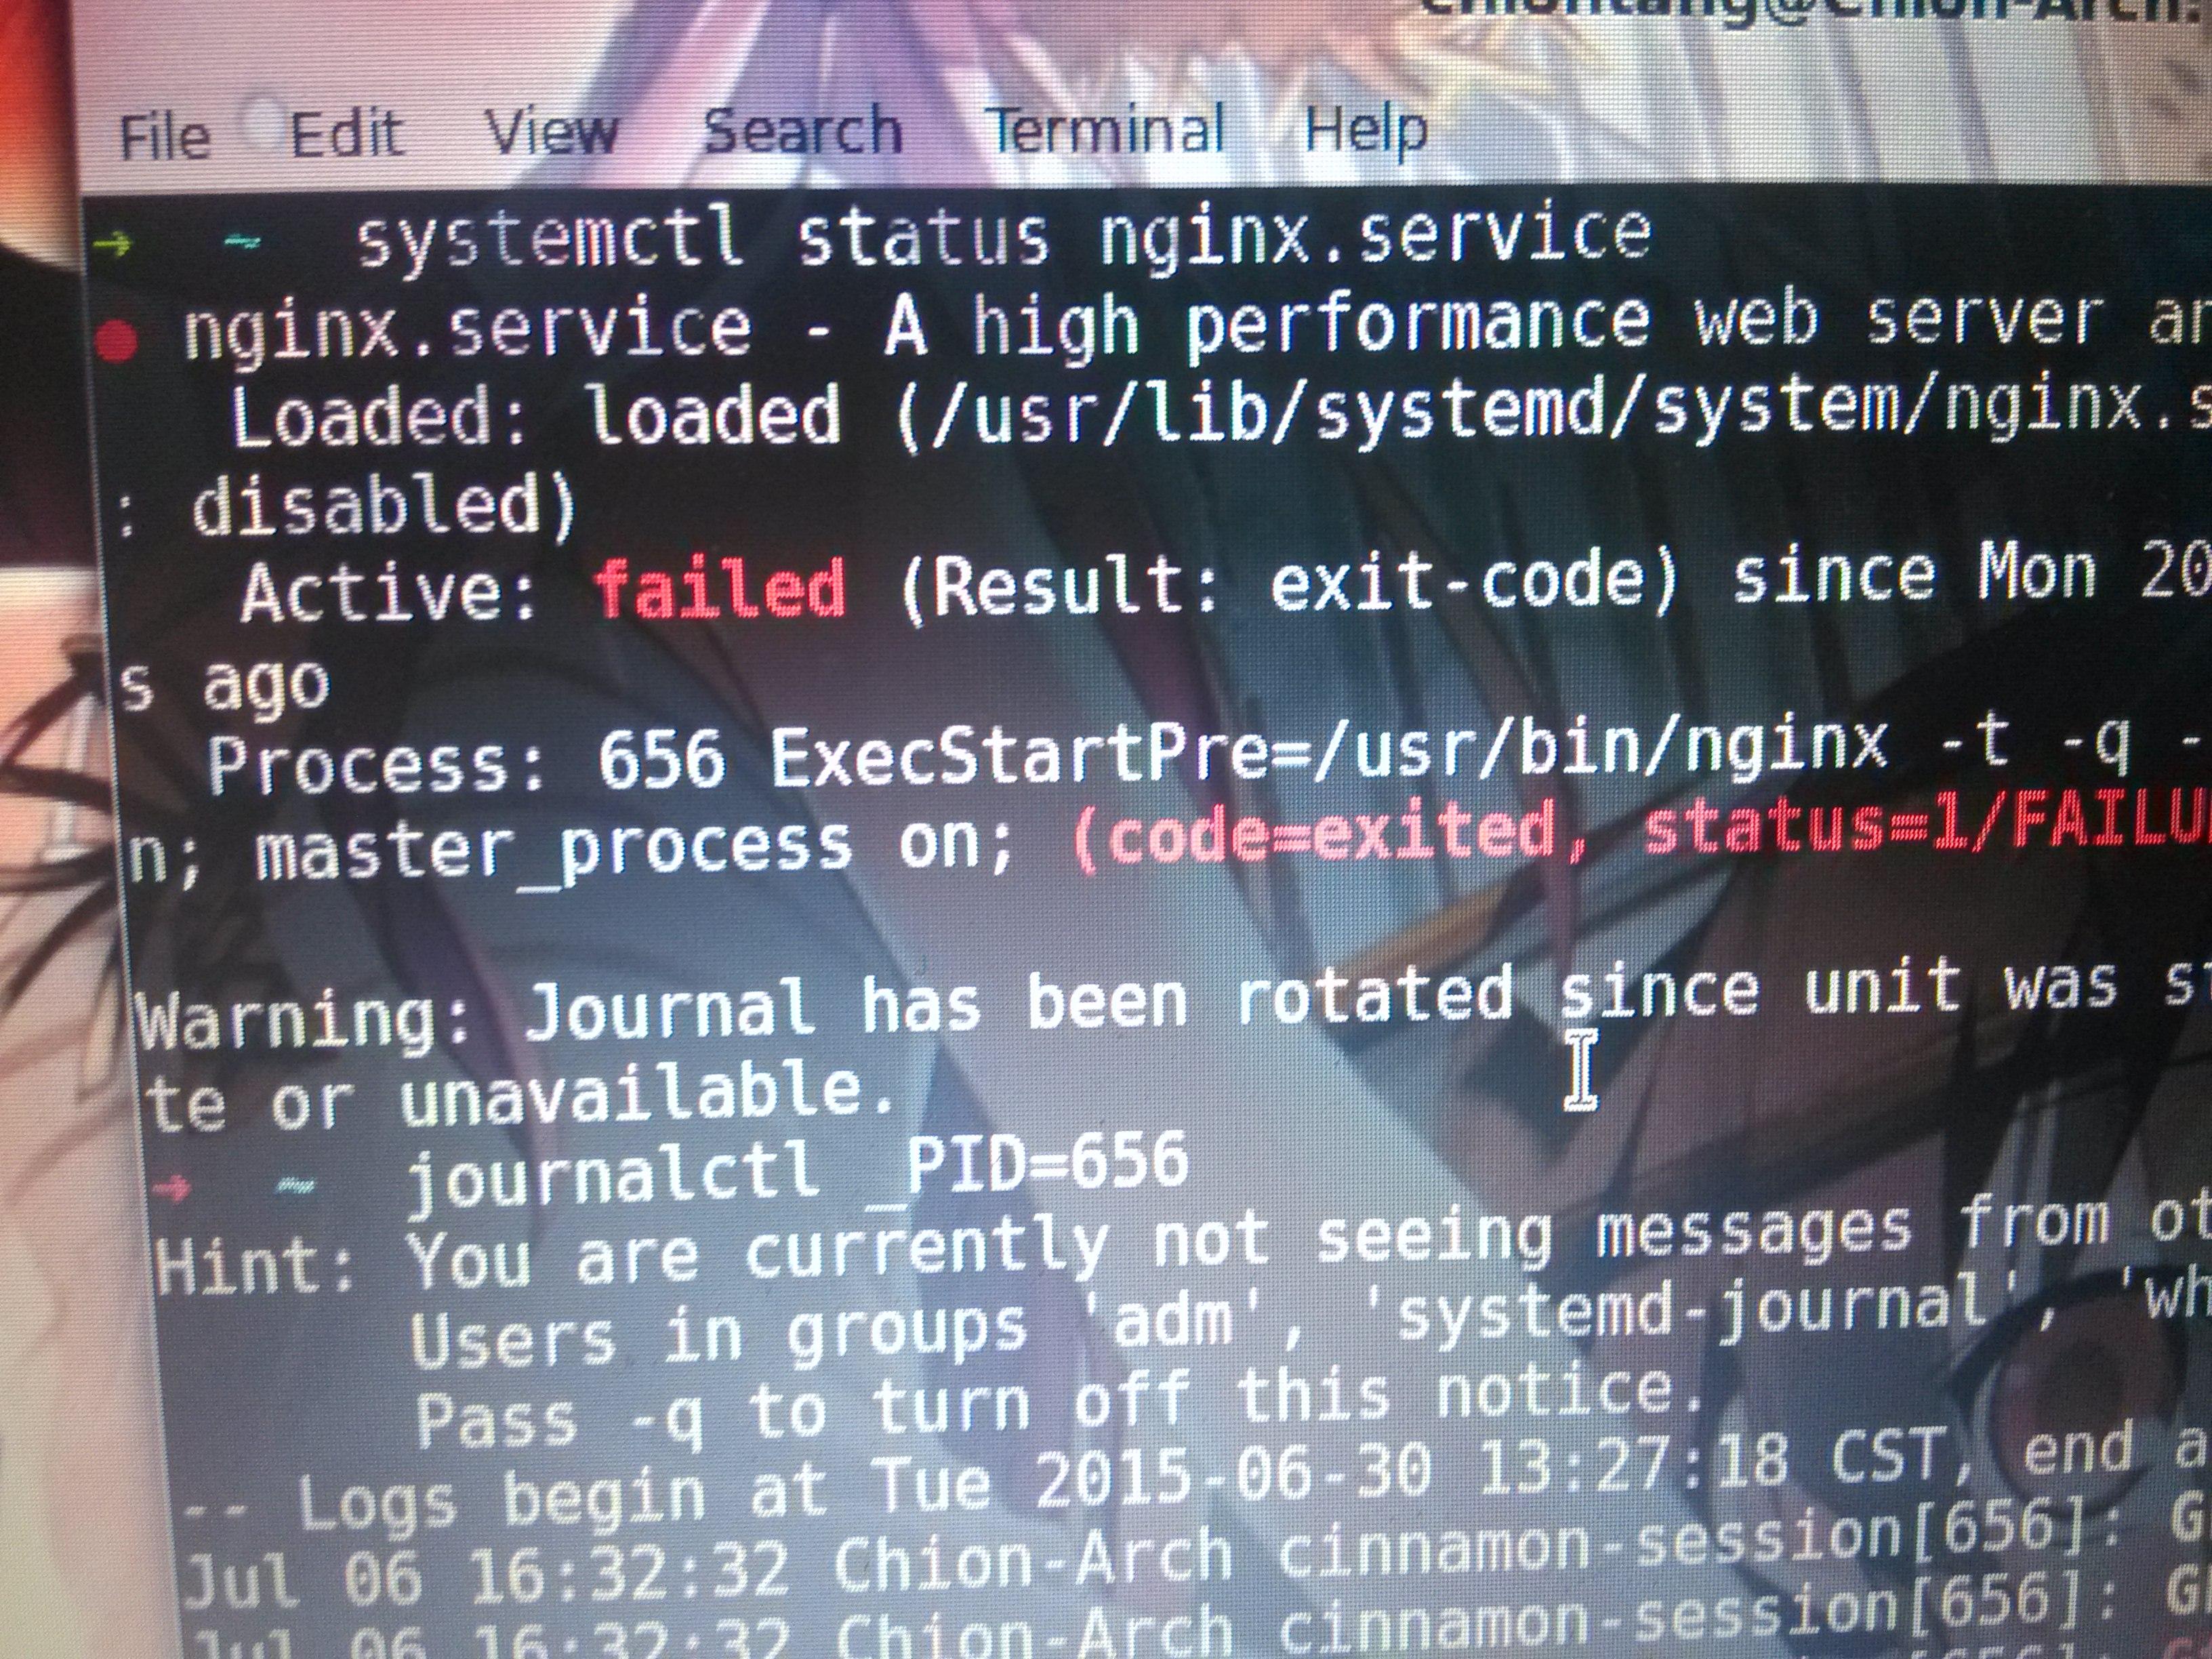 File Edit View Search Terminal Help
→ ~ systemctl status nginx.service
● nginx.service - A high performance web server
Loaded: loaded (/usr/lib/systemd/system/nginx.s
: disabled)
Active: failed (Result: exit-code) since Mon 20
s ago
Process: 656 ExecStartPre=/usr/bin/nginx -t -q -
n; master_process on; (code=exited, status=1/FAILU
Warning: Journal has been rotated since unit was
te or unavailable.
→ ~ journalctl _PID=656
Hint: You are currently not seeing messages from ot
Users in groups 'adm', 'systemd-journal', 'wh
Pass -q to turn off this notice.
-- Logs begin at Tue 2015-06-30 13:27:18 CST, end a
Jul 06 16:32:32 Chion-Arch cinnamon-session[656]: G
Jul 06 16:32:32 Chion-Arch cinnamon-session[656]: G